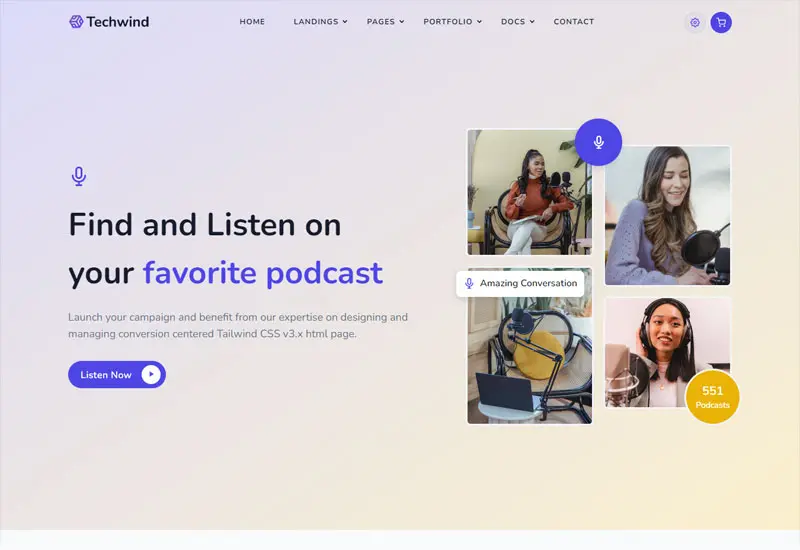 Techwind
HOME
LANDINGS
PAGES
PORTFOLIO
DOCS
CONTACT
Find and Listen on
your favorite podcast
Launch your campaign and benefit from our expertise on designing and
managing conversion centered Tailwind CSS v3.x html page.
Listen Now
Amazing Conversation
551
Podcasts